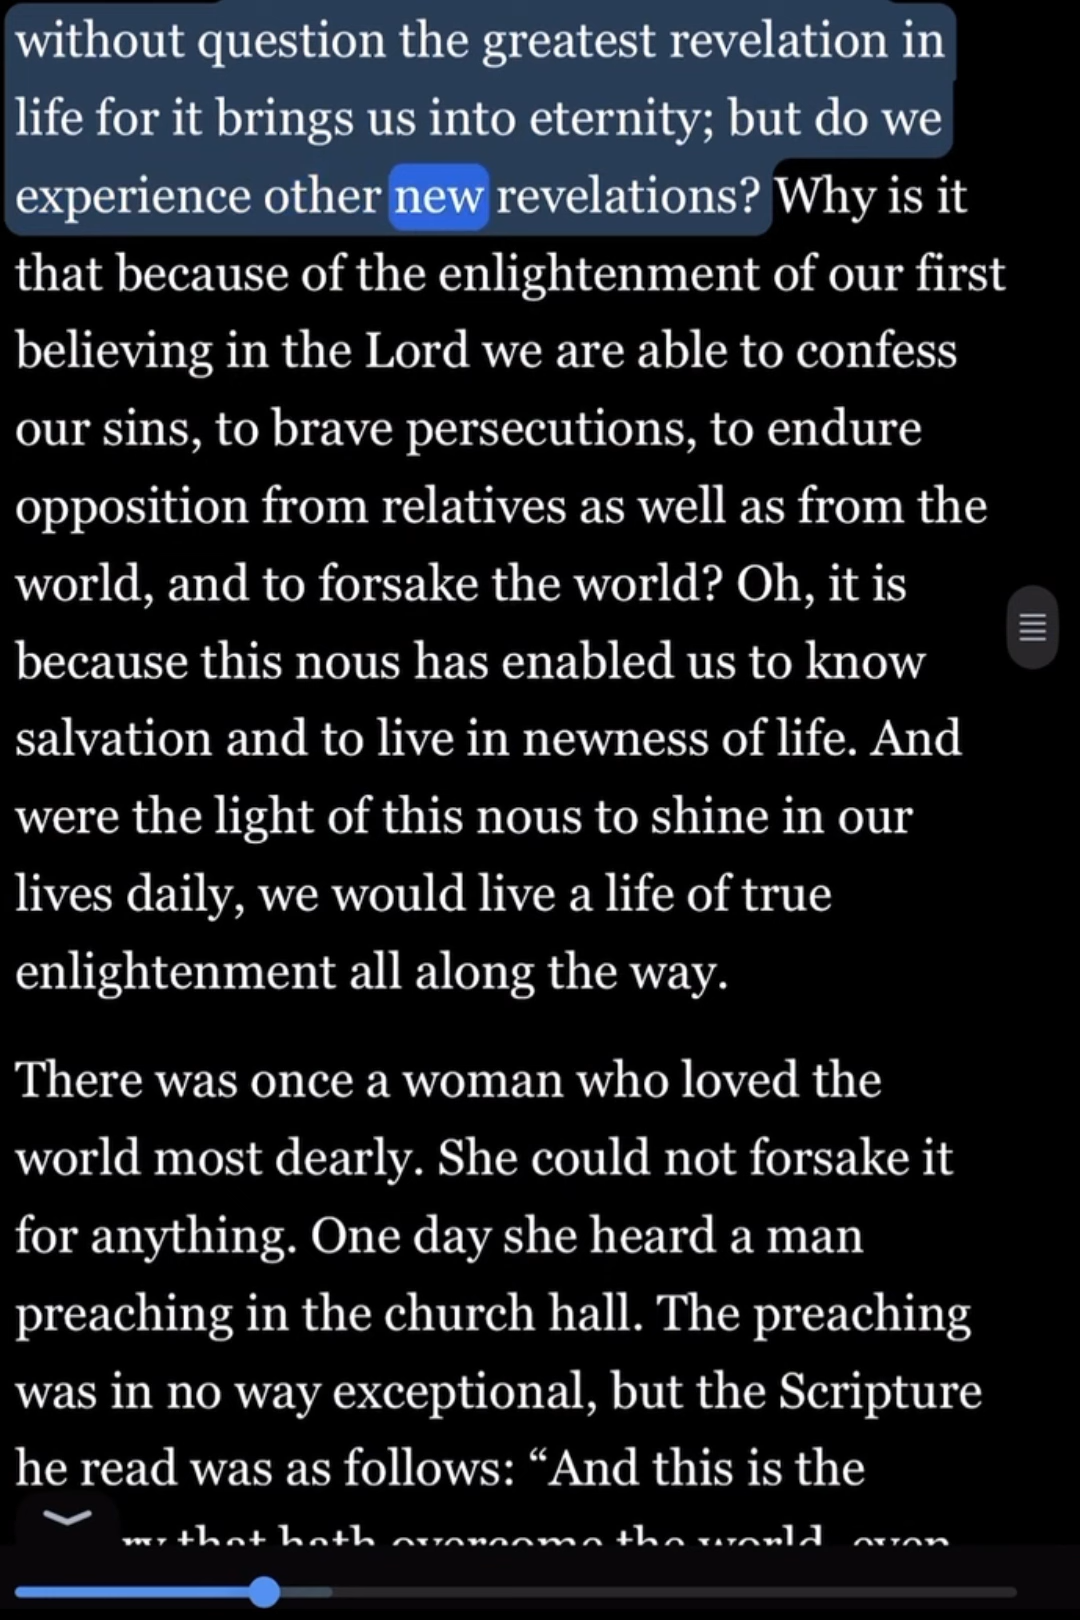 without question the greatest revelation in
life for it brings us into eternity; but do we
experience other new revelations? Why is it
that because of the enlightenment of our first
believing in the Lord we are able to confess
our sins, to brave persecutions, to endure
opposition from relatives as well as from the
world, and to forsake the world? Oh, it is
because this nous has enabled us to know
salvation and to live in newness of life. And
were the light of this nous to shine in our
lives daily, we would live a life of true
enlightenment all along the way.
There was once a woman who loved the
world most dearly. She could not forsake it
for anything. One day she heard a man
preaching in the church hall. The preaching
was in no way exceptional, but the Scripture
he read was as follows: “And this is the
that hath overcome the world, even